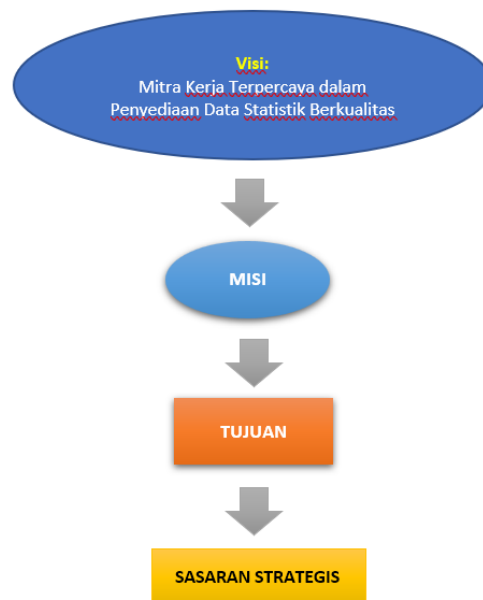 Visi:
Mitra Kerja Terpercaya dalam
Penyediaan Data Statistik Berkualitas
MISI
TUJUAN
SASARAN STRATEGIS